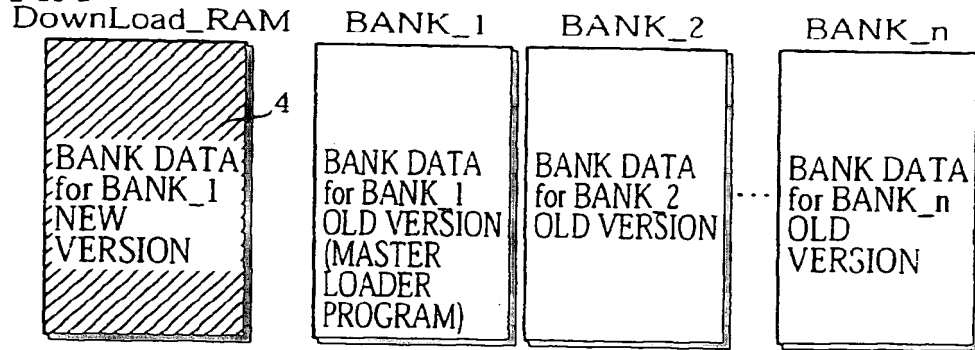 DownLoad_RAM
BANK_1
BANK_2
BANK_n
4
BANK DATA
for BANK_1
NEW
VERSION
BANK DATA
for BANK_1
OLD VERSION
(MASTER
LOADER
PROGRAM)
BANK DATA
for BANK_2
OLD VERSION
...
BANK DATA
for BANK_n
OLD
VERSION